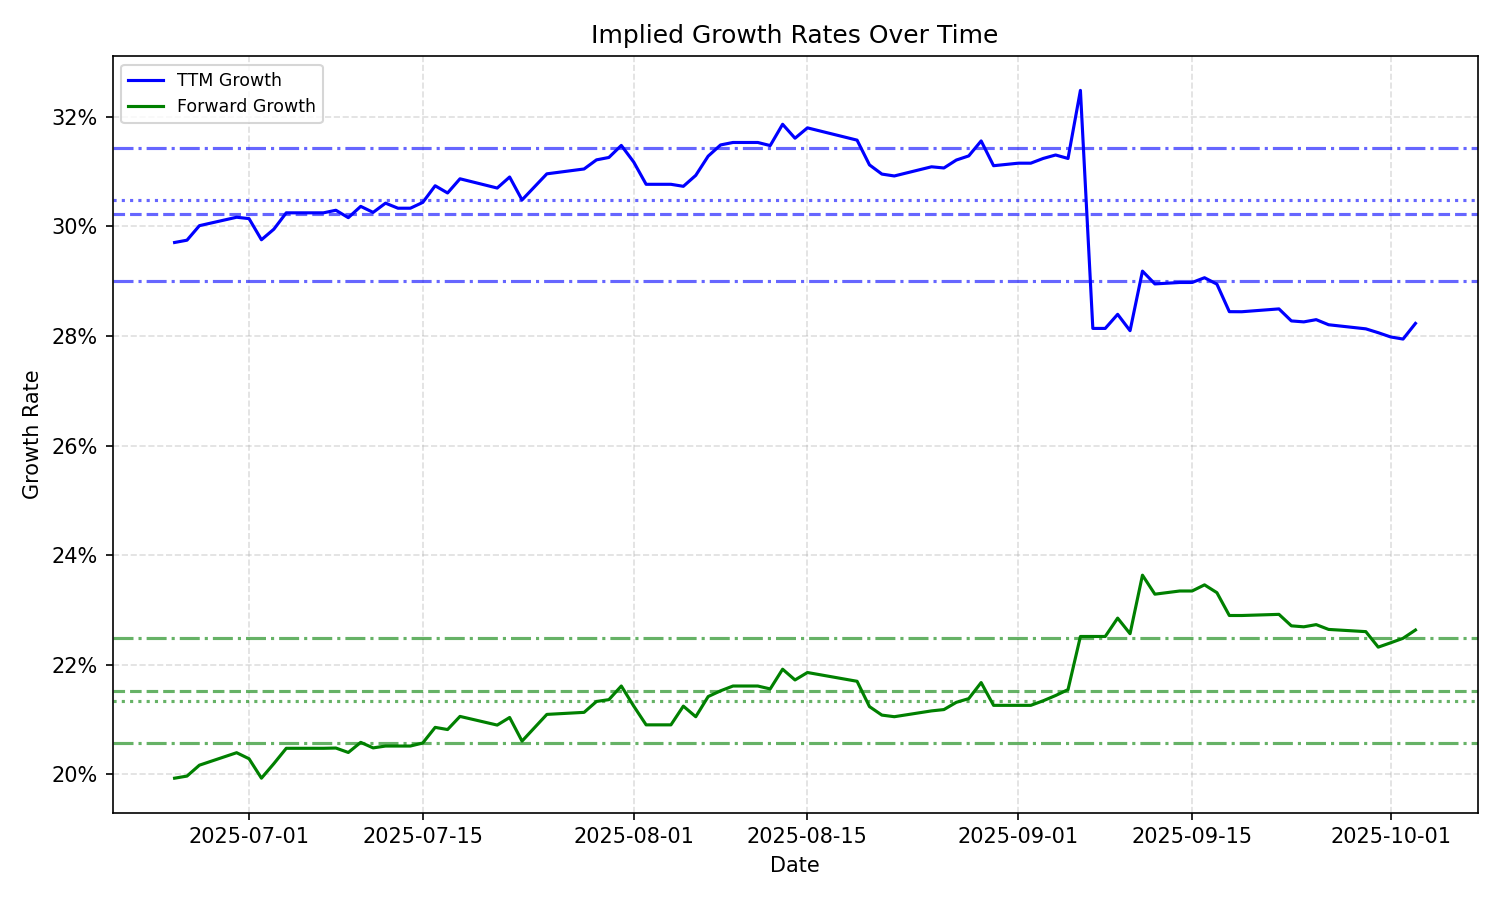 Implied Growth Rates Over Time
TTM Growth
Forward Growth
32%
30%
28%
26%
24%
22%
20%
Growth Rate
2025-07-01
2025-07-15
2025-08-01
2025-08-15
2025-09-01
2025-09-15
2025-10-01
Date